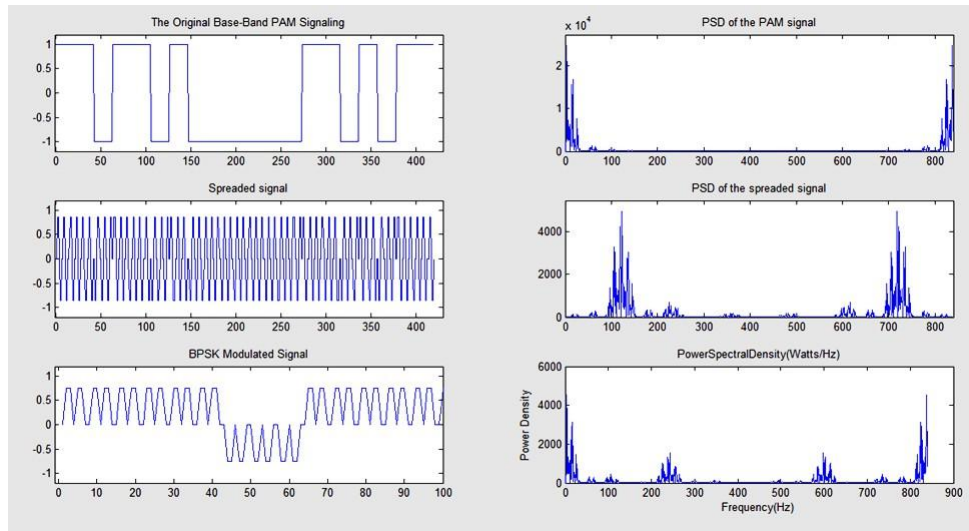 The Original Base-Band PAM Signaling
1
0.5
0
-0.5
-1
0 50 100 150 200 250 300 350 400
PSD of the PAM signal
x 10^4
2
1
0
0 100 200 300 400 500 600 700 800
Spreaded signal
1
0.5
0
-0.5
-1
0 50 100 150 200 250 300 350 400
PSD of the spreaded signal
4000
2000
0
0 100 200 300 400 500 600 700 800
BPSK Modulated Signal
1
0.5
0
-0.5
-1
0 10 20 30 40 50 60 70 80 90 100
PowerSpectralDensity(Watts/Hz)
Power Density
6000
4000
2000
0
0 100 200 300 400 500 600 700 800 900
Frequency(Hz)